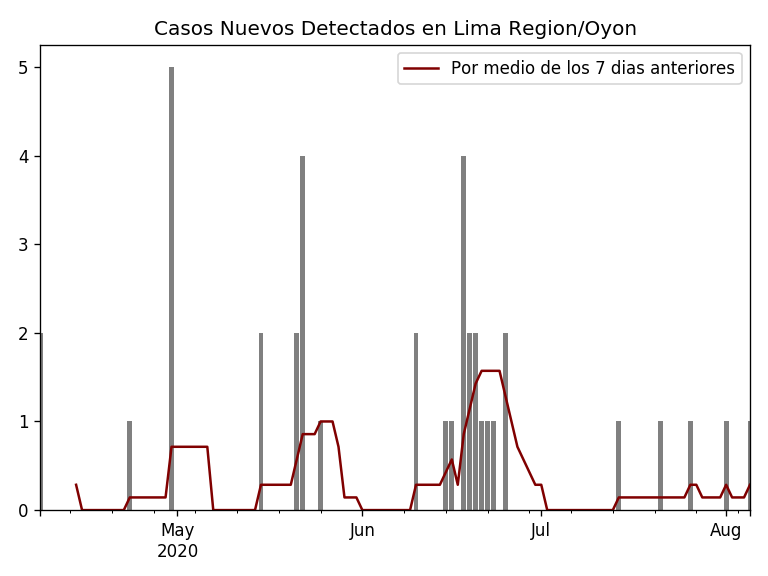 Casos Nuevos Detectados en Lima Region/Oyon
Por medio de los 7 dias anteriores
5
4
3
2
1
0
May
2020
Jun
Jul
Aug